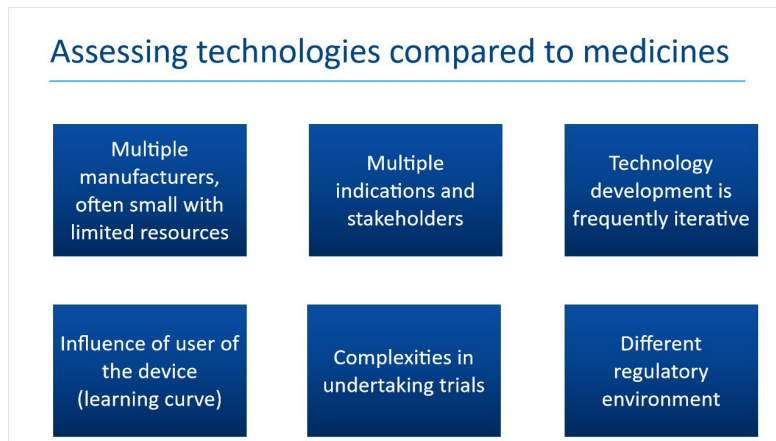 Assessing technologies compared to medicines
Multiple
manufacturers,
often small with
limited resources
Multiple
indications and
stakeholders
Technology
development is
frequently iterative
Influence of user of
the device
(learning curve)
Complexities in
undertaking trials
Different
regulatory
environment